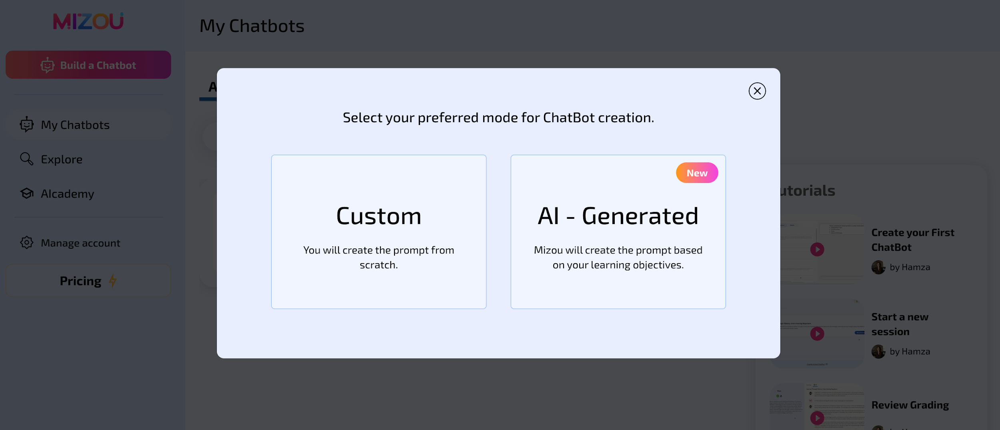 MIZOU
Build a Chatbot
My Chatbots
Explore
AIcademy
Manage account
Pricing
My Chatbots
A
Select your preferred mode for ChatBot creation.
Custom
You will create the prompt from
scratch.
New
AI - Generated
Mizou will create the prompt based
on your learning objectives.
utorials
Create your First
ChatBot
by Hamza
Start a new
session
by Hamza
Review Grading